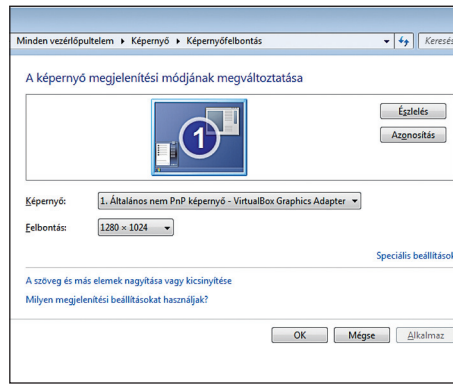 Minden vezérlőpultelem ▸ Képernyő ▸ Képernyőfelbontás
Keresés
A képernyő megjelenítési módjának megváltoztatása
1
Észlelés
Azonosítás
Képernyő: 1. Általános nem PnP képernyő - VirtualBox Graphics Adapter
Felbontás: 1280 × 1024
Speciális beállítások
A szöveg és más elemek nagyítása vagy kicsinyítése
Milyen megjelenítési beállításokat használjak?
OK Mégse Alkalmaz